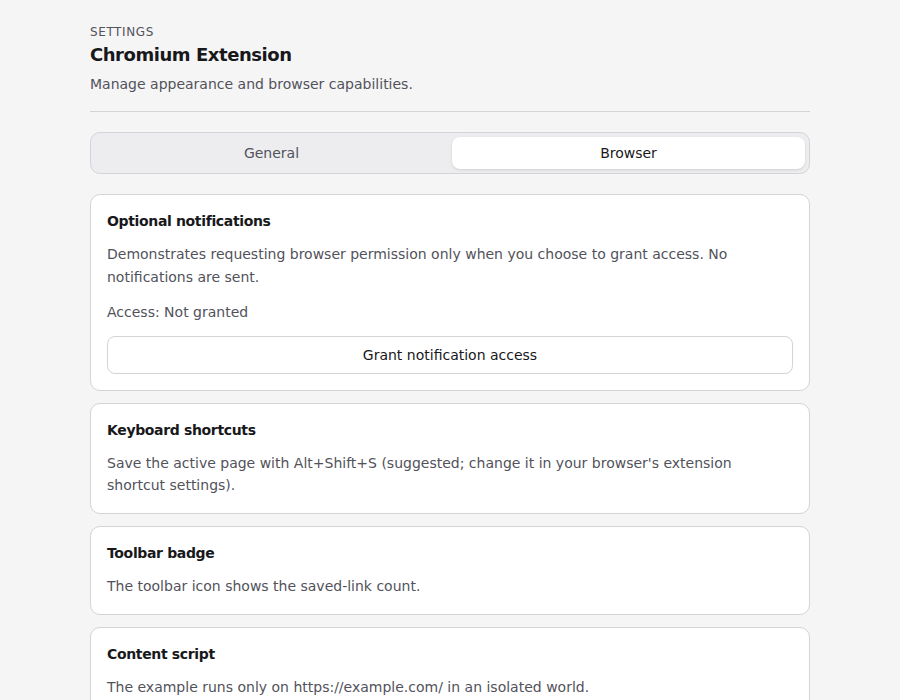 SETTINGS
Chromium Extension
Manage appearance and browser capabilities.
General
Browser
Optional notifications
Demonstrates requesting browser permission only when you choose to grant access. No
notifications are sent.
Access: Not granted
Grant notification access
Keyboard shortcuts
Save the active page with Alt+Shift+S (suggested; change it in your browser's extension
shortcut settings).
Toolbar badge
The toolbar icon shows the saved-link count.
Content script
The example runs only on https://example.com/ in an isolated world.